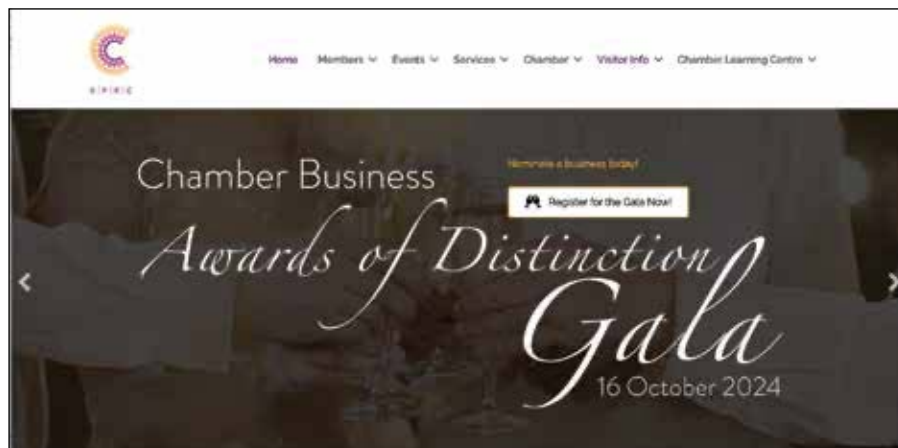 Home Members Events Services Chamber Visitor Info Chamber Learning Centre
Chamber Business
Nominate a business today!
Register for the Gala Now!
Awards of Distinction
Gala
16 October 2024